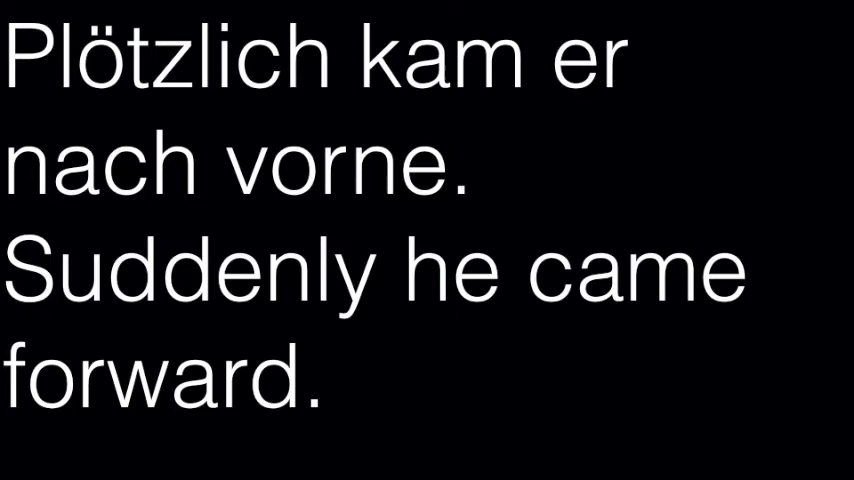 Plötzlich kam er
nach vorne.
Suddenly he came
forward.